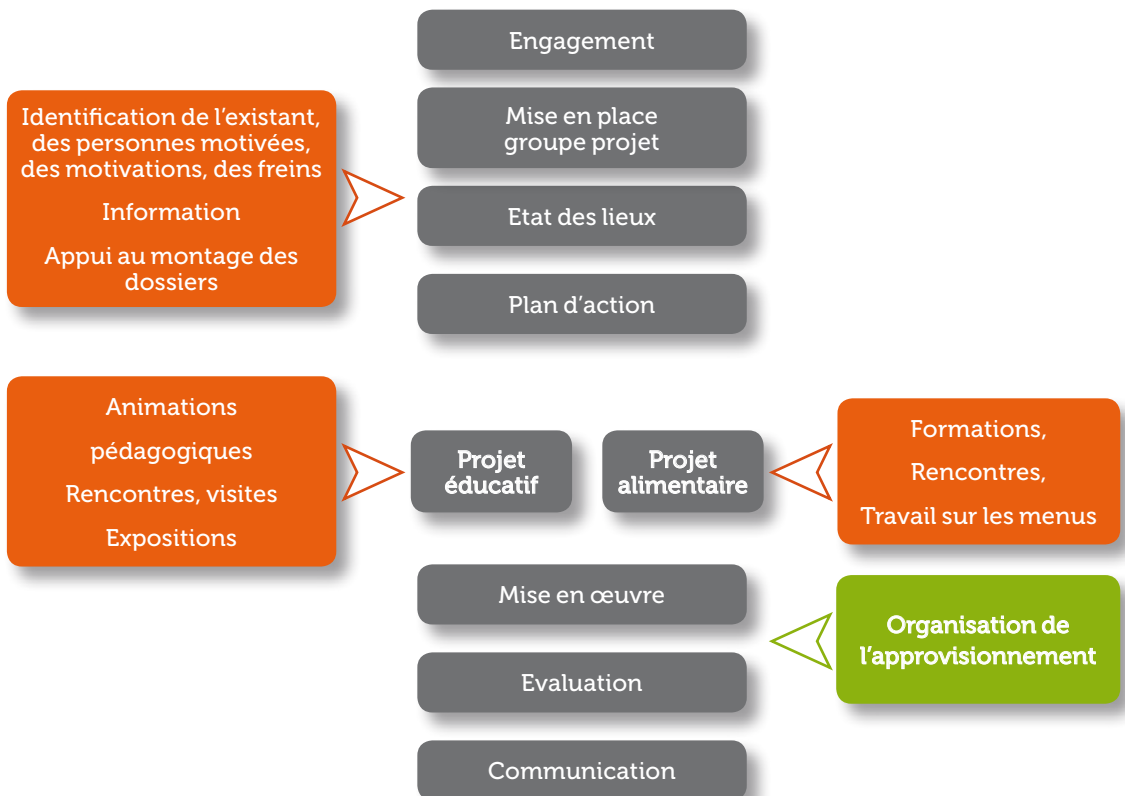 Engagement
Identification de l’existant,
des personnes motivées,
des motivations, des freins
Information
Appui au montage des
dossiers
Mise en place
groupe projet
Etat des lieux
Plan d’action
Animations
pédagogiques
Rencontres, visites
Expositions
Projet
éducatif
Projet
alimentaire
Formations,
Rencontres,
Travail sur les menus
Mise en œuvre
Organisation de
l’approvisionnement
Evaluation
Communication